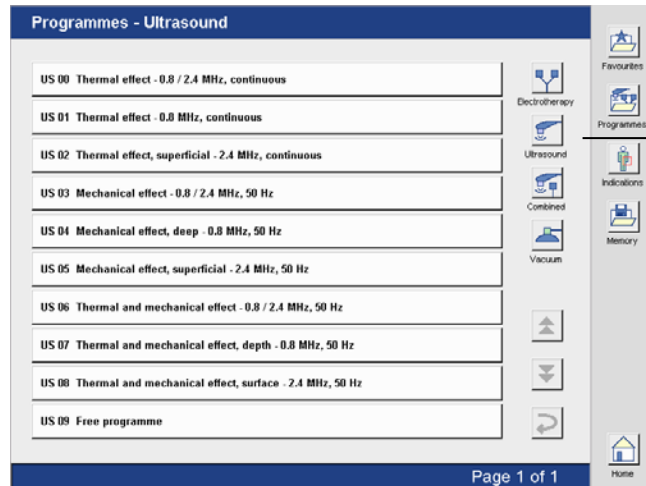 Programmes - Ultrasound
US 00 Thermal effect - 0.8 / 2.4 MHz, continuous
US 01 Thermal effect - 0.8 MHz, continuous
US 02 Thermal effect, superficial - 2.4 MHz, continuous
US 03 Mechanical effect - 0.8 / 2.4 MHz, 50 Hz
US 04 Mechanical effect, deep - 0.8 MHz, 50 Hz
US 05 Mechanical effect, superficial - 2.4 MHz, 50 Hz
US 06 Thermal and mechanical effect - 0.8 / 2.4 MHz, 50 Hz
US 07 Thermal and mechanical effect, depth - 0.8 MHz, 50 Hz
US 08 Thermal and mechanical effect, surface - 2.4 MHz, 50 Hz
US 09 Free programme
Electrotherapy
Ultrasound
Combined
Vacuum
Favourites
Programmes
Indications
Memory
Home
Page 1 of 1